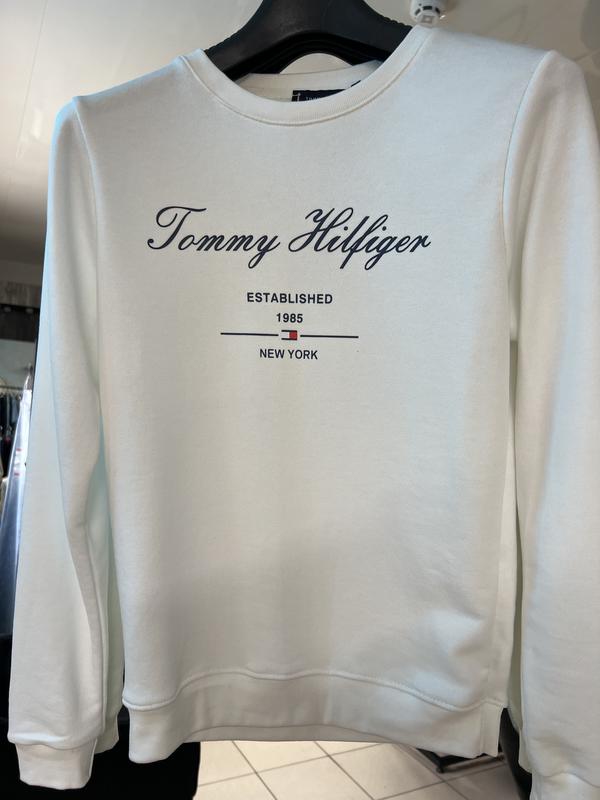 Tommy Hilfiger
ESTABLISHED
1985
NEW YORK